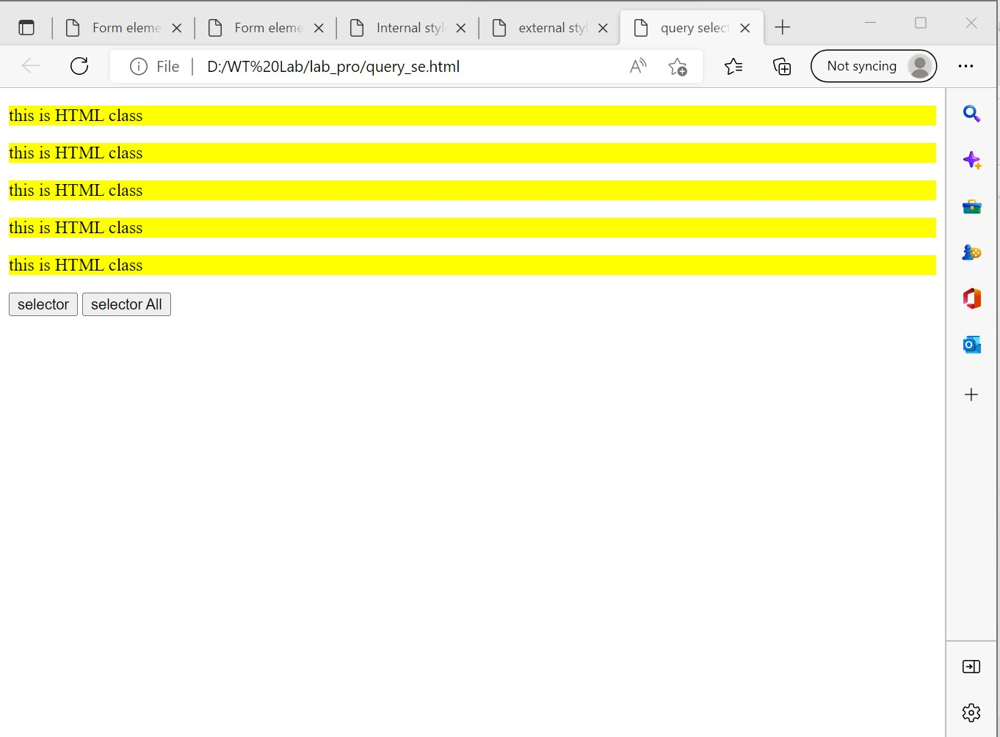 Form eleme
Form eleme
Internal styl
external styl
query select
File
D:/WT%20Lab/lab_pro/query_se.html
A
Not syncing
this is HTML class
this is HTML class
this is HTML class
this is HTML class
this is HTML class
selector
selector All